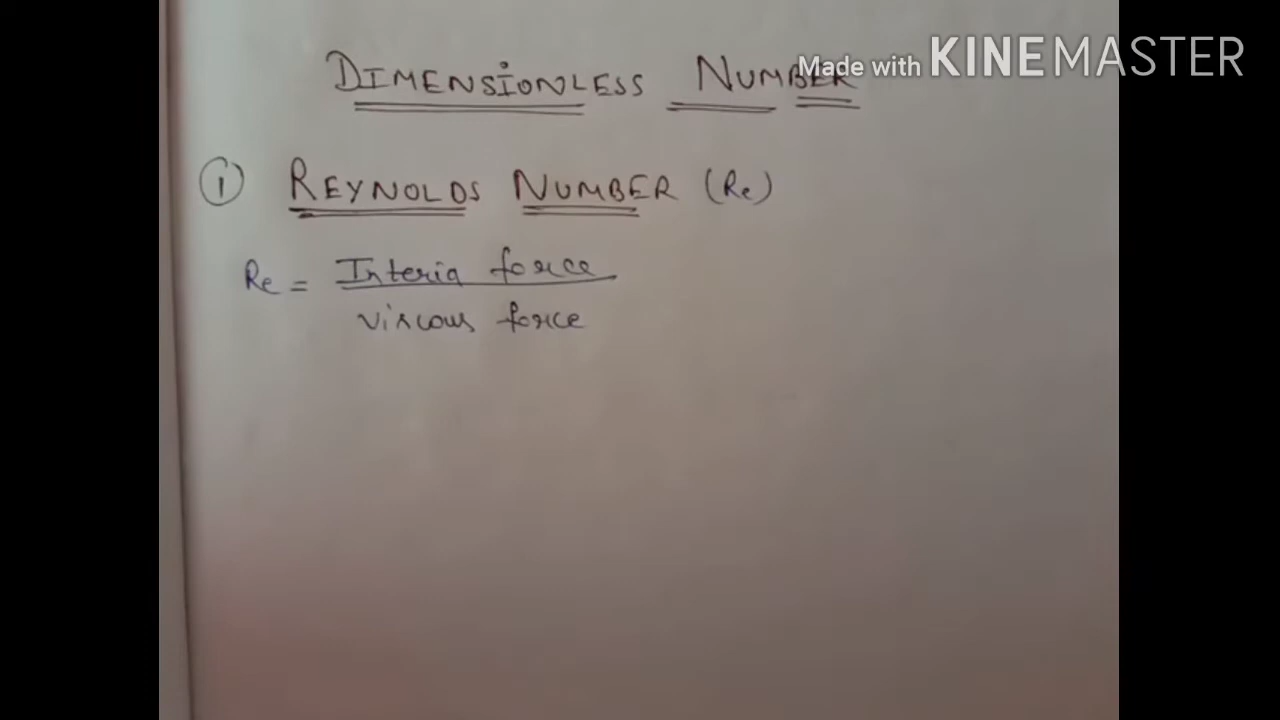 DIMENSIONLESS NUMBER
Made with KINEMASTER
1 REYNOLDS NUMBER (Re)
Re = Interia force
viscous force